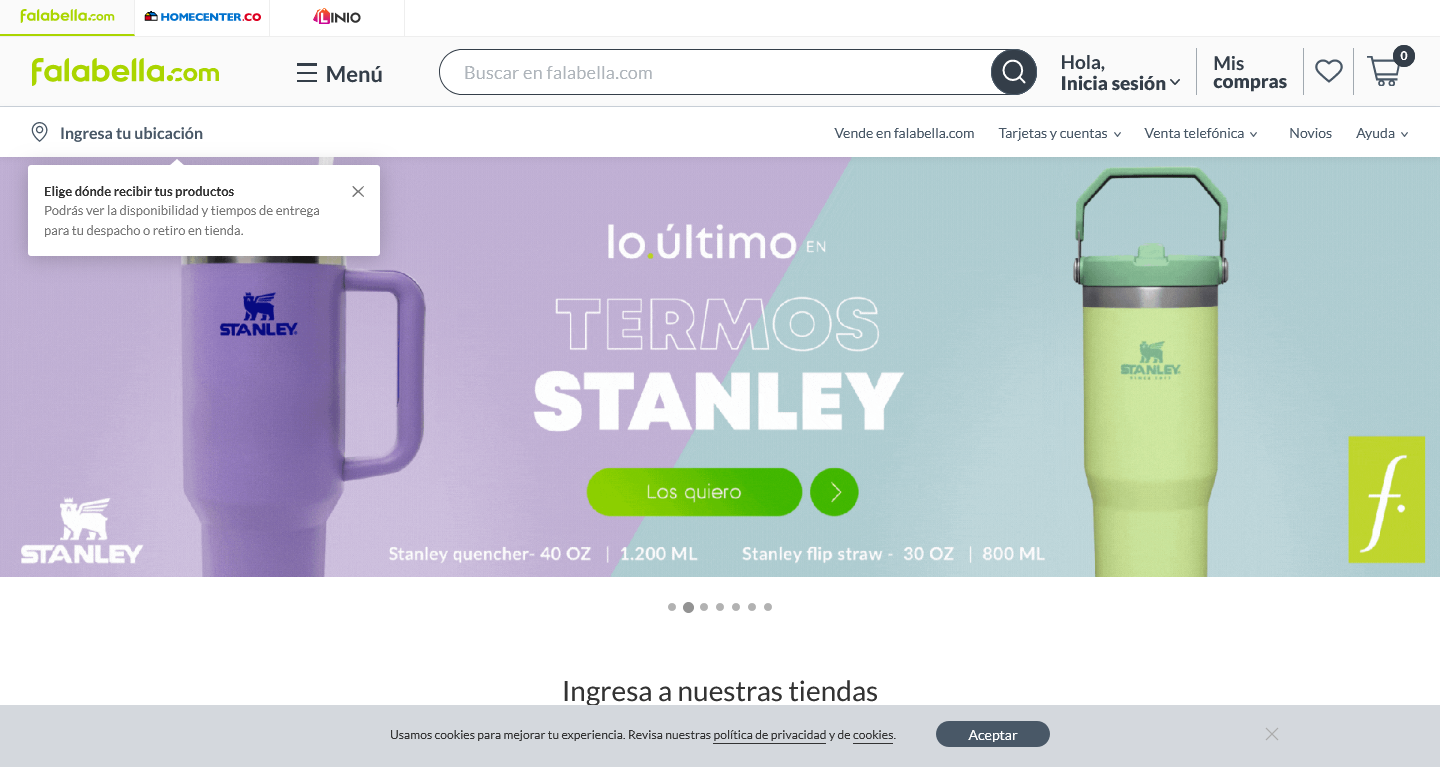 falabella.com
HOMECENTER.CO
LINIO
falabella.com
Menú
Buscar en falabella.com
Hola,
Inicia sesión
Mis
compras
0
Ingresa tu ubicación
Vende en falabella.com
Tarjetas y cuentas
Venta telefónica
Novios
Ayuda
Elige dónde recibir tus productos
Podrás ver la disponibilidad y tiempos de entrega
para tu despacho o retiro en tienda.
lo.último EN
TERMOS
STANLEY
Los quiero
STANLEY
STANLEY
STANLEY
Stanley quencher- 40 OZ | 1.200 ML
Stanley flip straw - 30 OZ | 800 ML
f.
Ingresa a nuestras tiendas
Usamos cookies para mejorar tu experiencia. Revisa nuestras política de privacidad y de cookies.
Aceptar